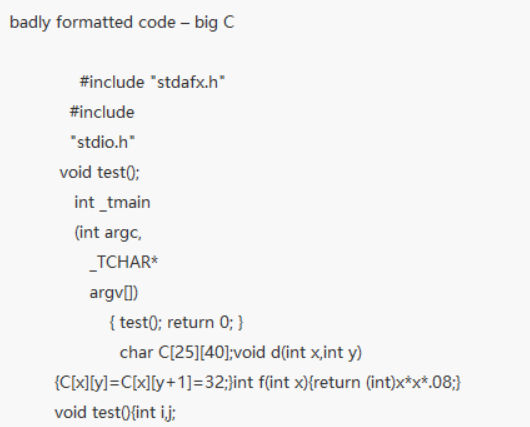 badly formatted code – big C
#include "stdafx.h"
#include
"stdio.h"
void test();
int _tmain
(int argc,
_TCHAR*
argv[])
{ test(); return 0; }
char C[25][40];void d(int x,int y)
{C[x][y]=C[x][y+1]=32;}int f(int x){return (int)x*x*.08;}
void test(){int i,j;